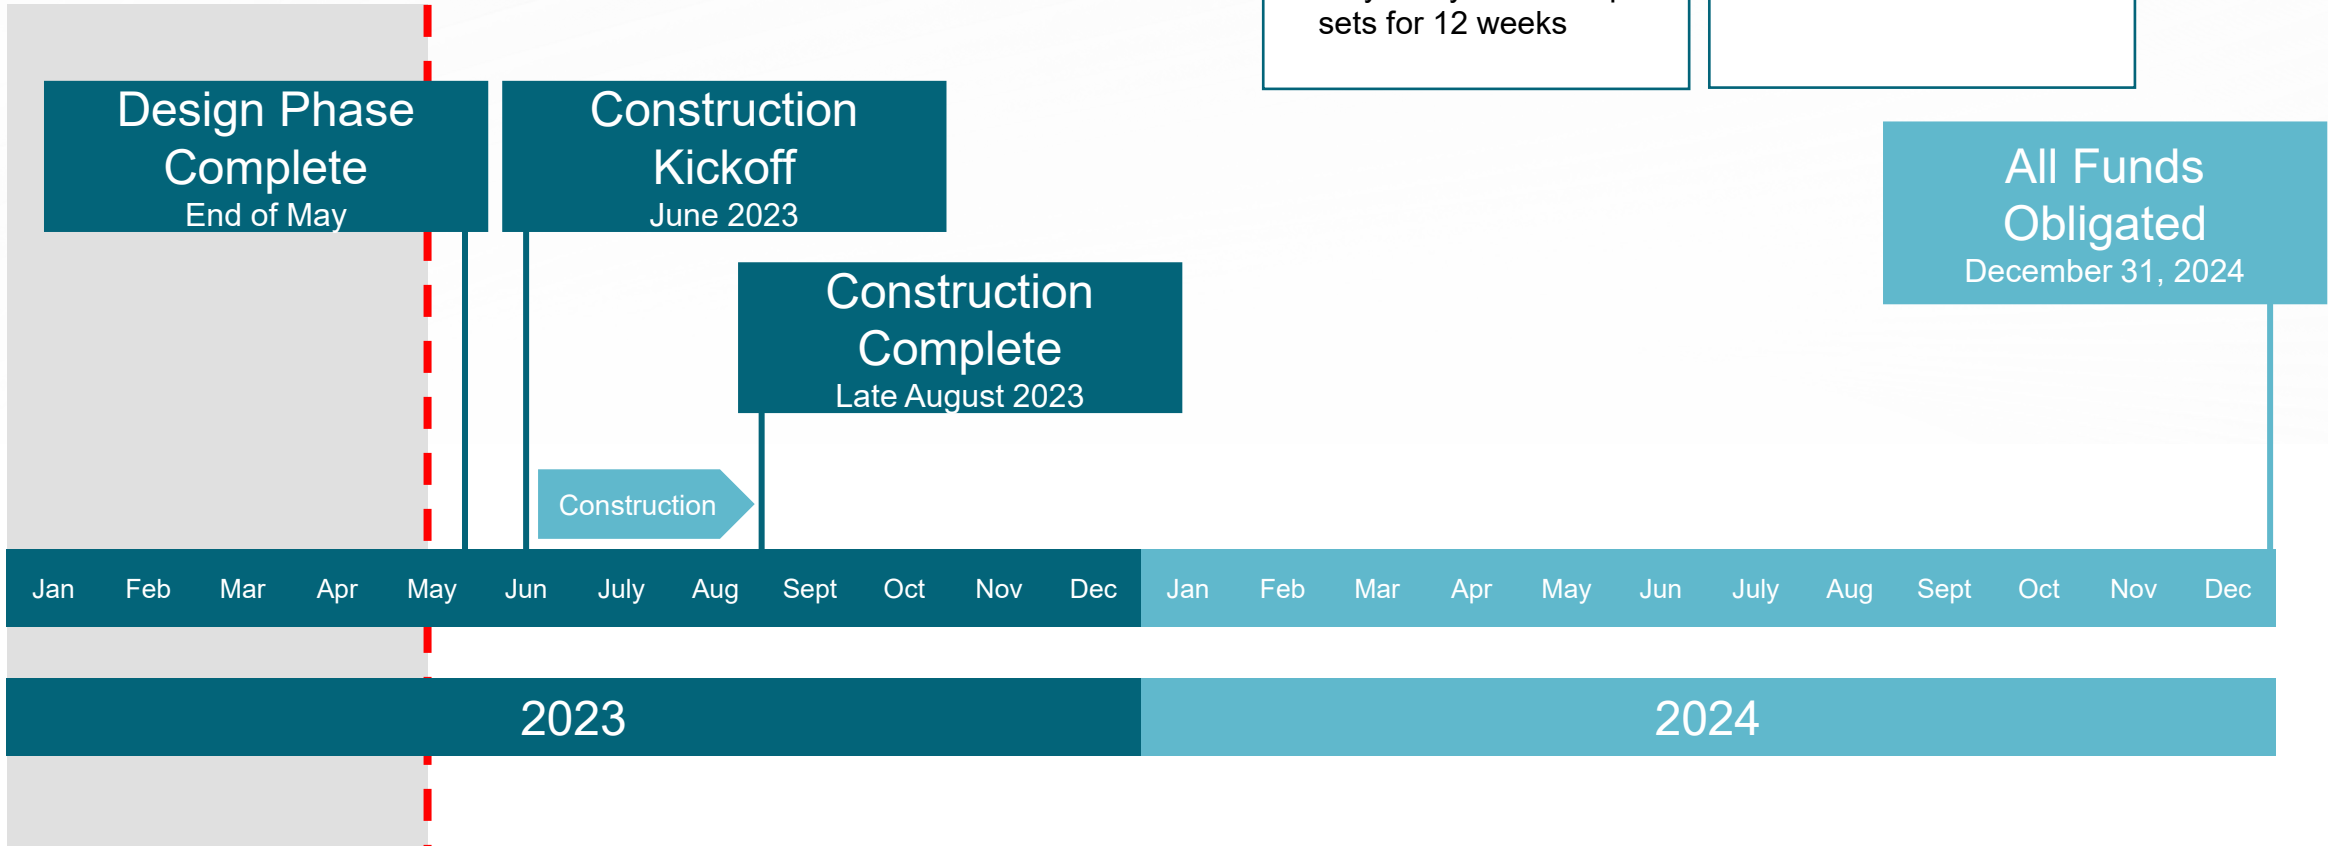 sets for 12 weeks
Design Phase
Complete
End of May
Construction
Kickoff
June 2023
All Funds
Obligated
December 31, 2024
Construction
Complete
Late August 2023
Construction
Jan Feb Mar Apr May Jun July Aug Sept Oct Nov Dec Jan Feb Mar Apr May Jun July Aug Sept Oct Nov Dec
2023 2024